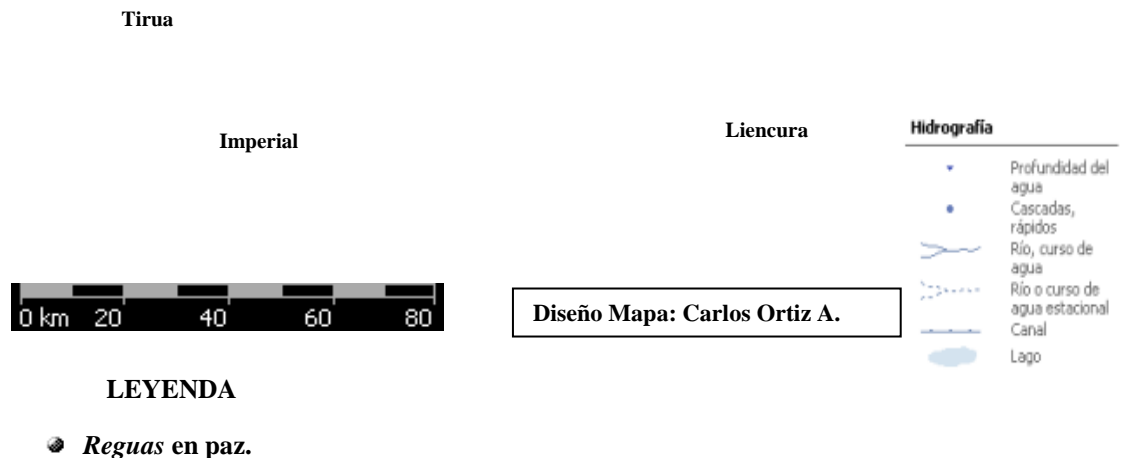 Tirua
Imperial
Liencura
Hidrografía
Profundidad del
agua
Cascadas,
rápidos
Río, curso de
agua
Río o curso de
agua estacional
Canal
Lago
0 km 20 40 60 80
Diseño Mapa: Carlos Ortiz A.
LEYENDA
Reguas en paz.